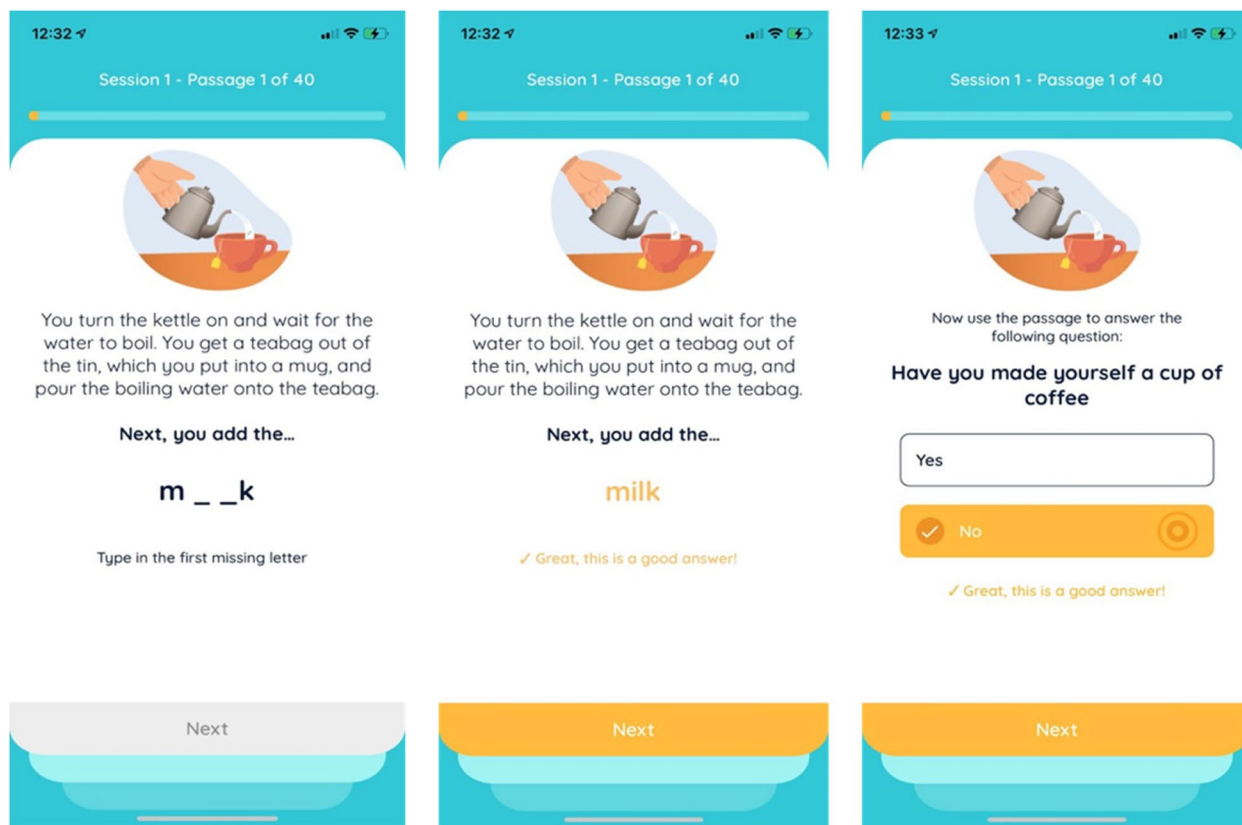 12:32
Session 1 - Passage 1 of 40
You turn the kettle on and wait for the
water to boil. You get a teabag out of
the tin, which you put into a mug, and
pour the boiling water onto the teabag.
Next, you add the...
m _ _k
Type in the first missing letter
Next
12:32
Session 1 - Passage 1 of 40
You turn the kettle on and wait for the
water to boil. You get a teabag out of
the tin, which you put into a mug, and
pour the boiling water onto the teabag.
Next, you add the...
milk
✓ Great, this is a good answer!
Next
12:33
Session 1 - Passage 1 of 40
Now use the passage to answer the
following question:
Have you made yourself a cup of
coffee
Yes
No
✓ Great, this is a good answer!
Next